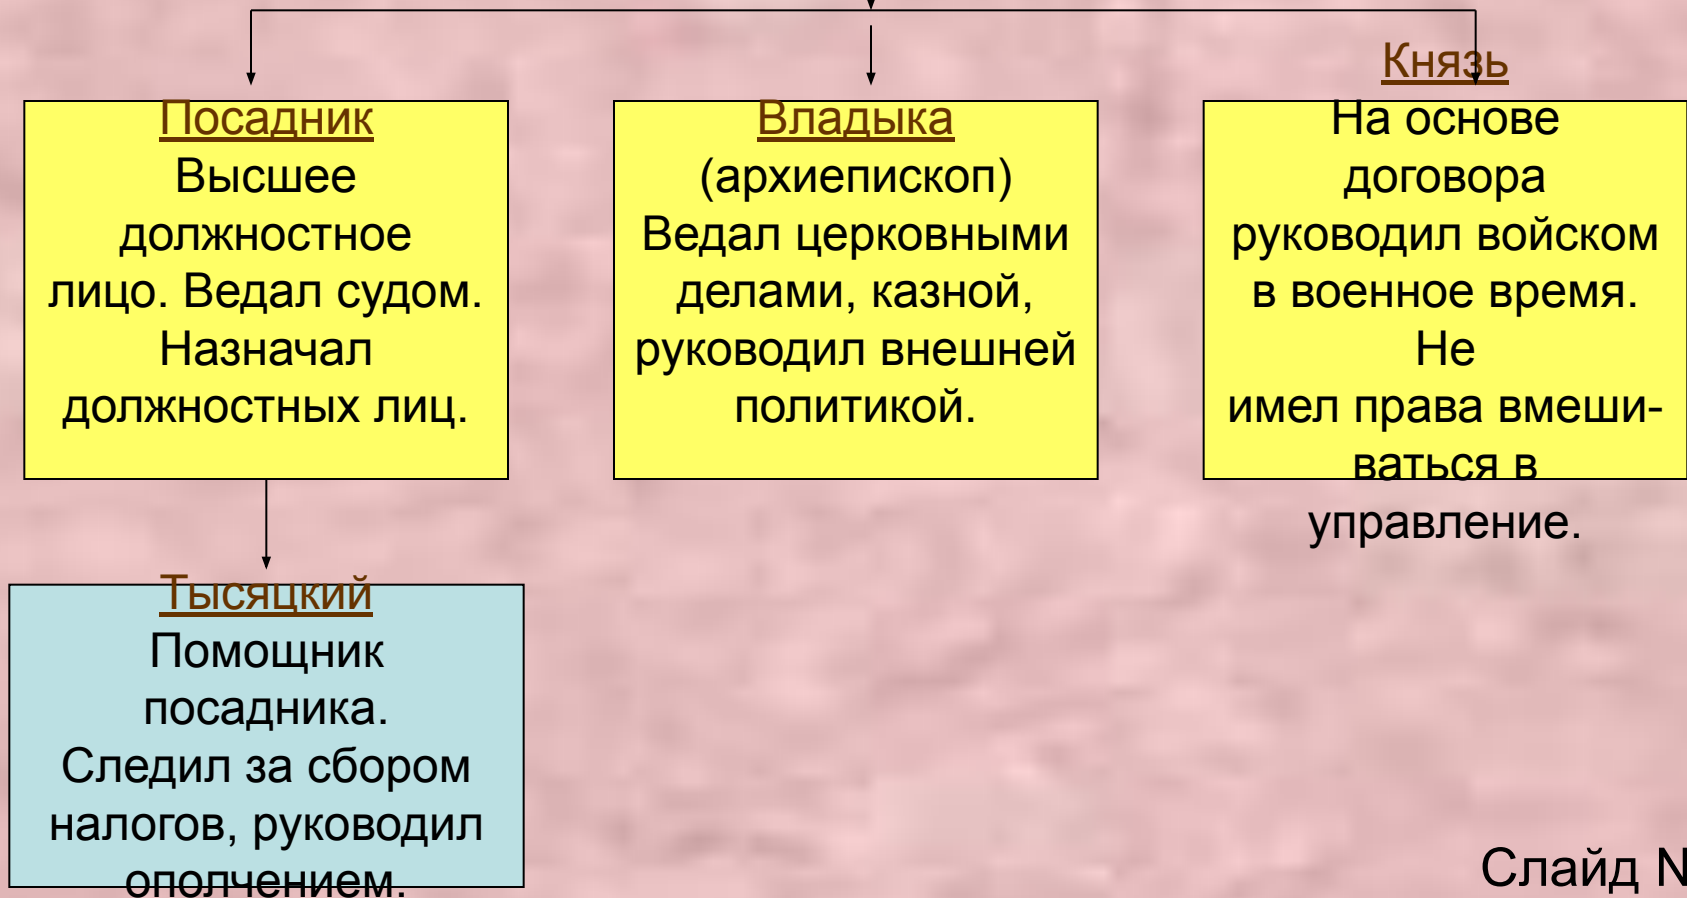 Посадник
Высшее
должностное
лицо. Ведал судом.
Назначал
должностных лиц.
Владыка
(архиепископ)
Ведал церковными
делами, казной,
руководил внешней
политикой.
Князь
На основе
договора
руководил войском
в военное время.
Не
имел права вмеши-
ваться в
управление.
Тысяцкий
Помощник
посадника.
Следил за сбором
налогов, руководил
ополчением.
Слайд N